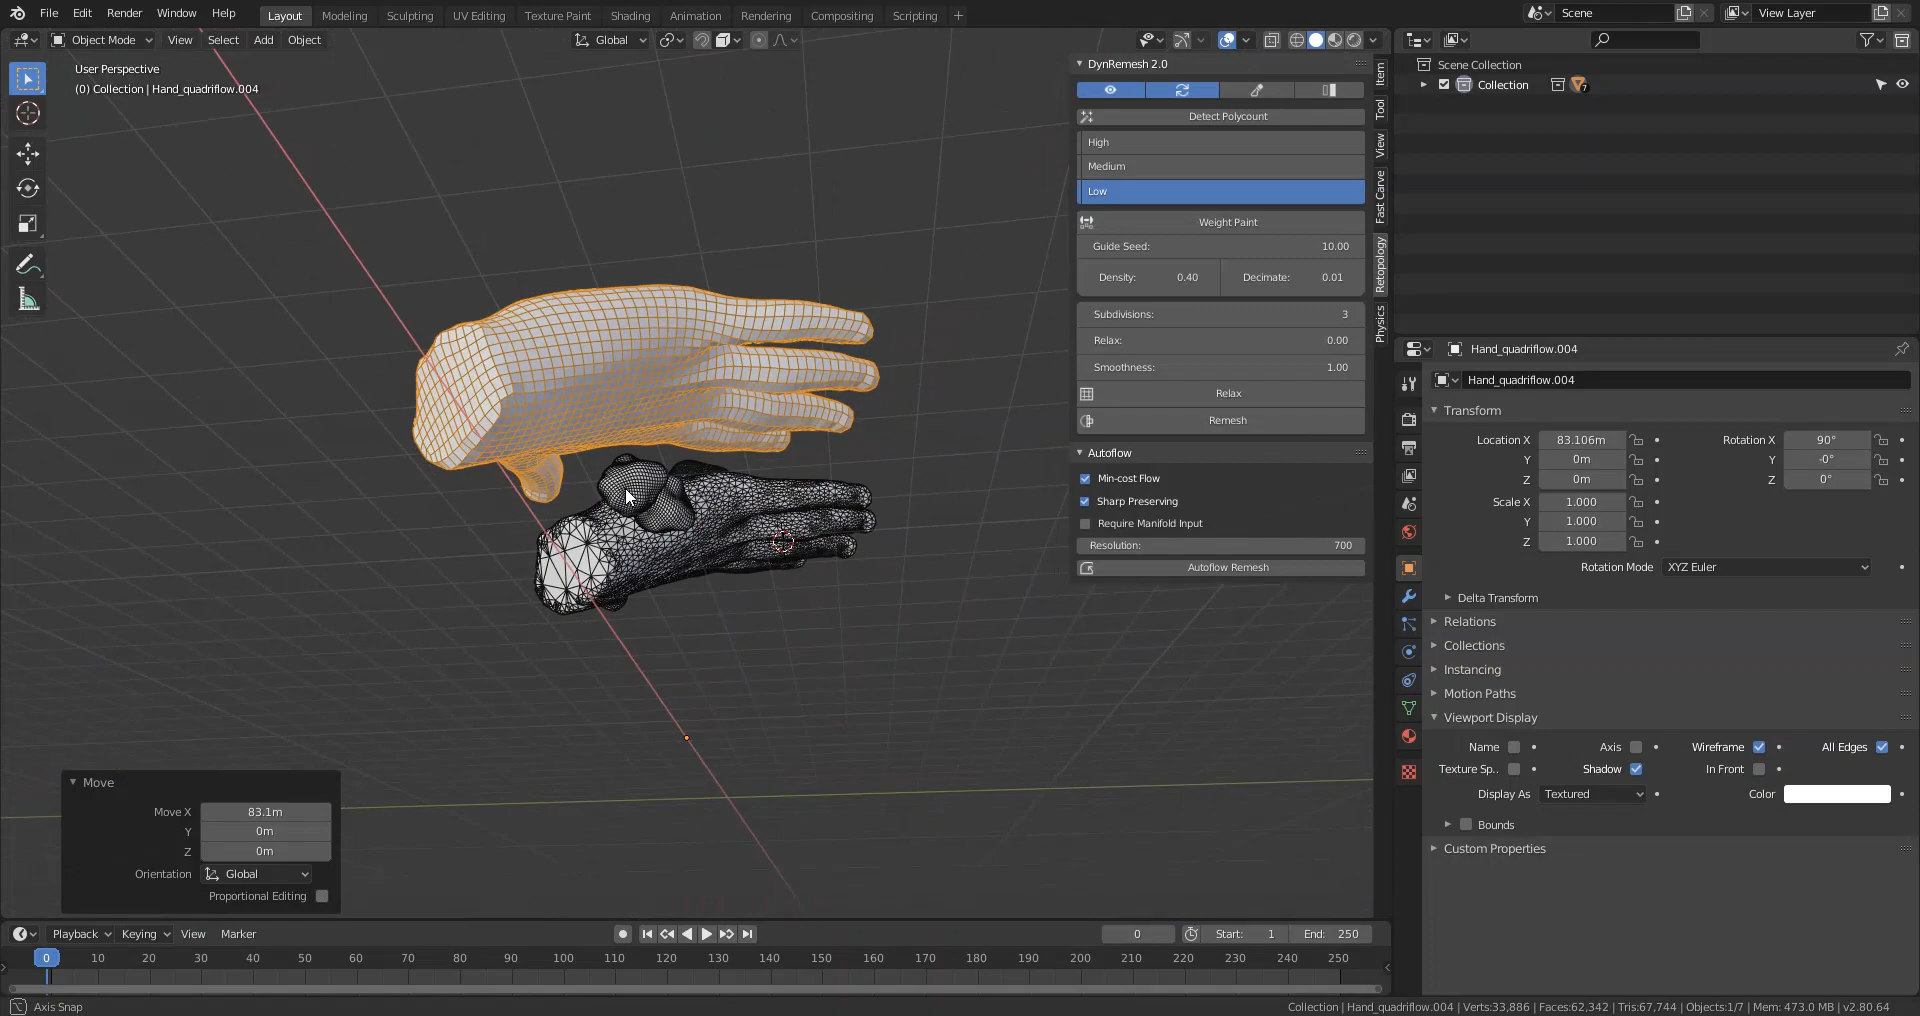 File Edit Render Window Help Layout Modeling Sculpting UV Editing Texture Paint Shading Animation Rendering Compositing Scripting + Scene View Layer
Object Mode View Select Add Object Global
User Perspective
(0) Collection | Hand_quadriflow.004
DynRemesh 2.0
Detect Polycount
High
Medium
Low
Weight Paint
Guide Seed: 10.00
Density: 0.40 Decimate: 0.01
Subdivisions: 3
Relax: 0.00
Smoothness: 1.00
Relax
Remesh
Autoflow
Min-cost Flow
Sharp Preserving
Require Manifold Input
Resolution: 700
Autoflow Remesh
Item
Tool
View
Fast Carve
Retopology
Physics
Scene Collection
Collection 7
Hand_quadriflow.004
Hand_quadriflow.004
Transform
Location X 83.106m Rotation X 90°
Y 0m Y -0°
Z 0m Z 0°
Scale X 1.000
Y 1.000
Z 1.000
Rotation Mode XYZ Euler
Delta Transform
Relations
Collections
Instancing
Motion Paths
Viewport Display
Name Axis Wireframe All Edges
Texture Sp.. Shadow In Front
Display As Textured Color
Bounds
Custom Properties
Move
Move X 83.1m
Y 0m
Z 0m
Orientation Global
Proportional Editing
Playback Keying View Marker 0 Start: 1 End: 250
0 10 20 30 40 50 60 70 80 90 100 110 120 130 140 150 160 170 180 190 200 210 220 230 240 250
Axis Snap Collection | Hand_quadriflow.004 | Verts:33,886 | Faces:62,342 | Tris:67,744 | Objects:1/7 | Mem: 473.0 MB | v2.80.64